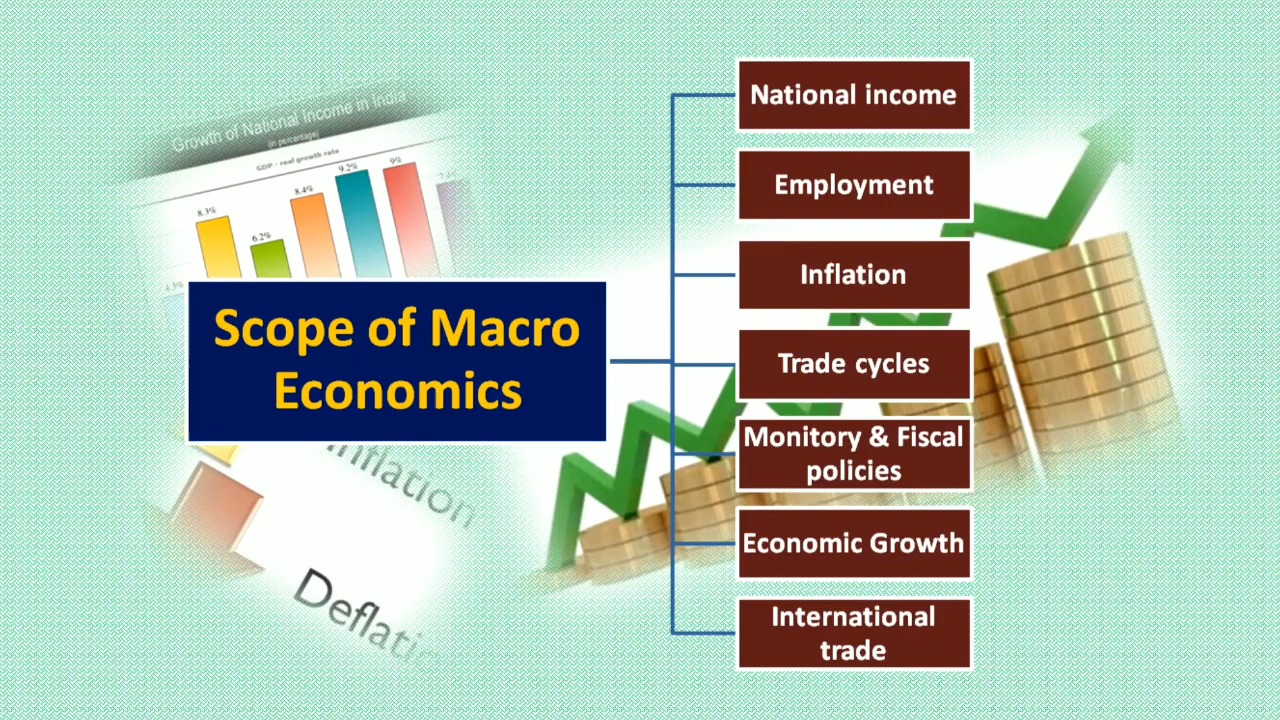 Growth of National Income in India
(in percentage)
GDP - real growth rate
8.3%
6.2%
8.4%
9.2%
9%
4.3%
Scope of Macro
Economics
Inflation
Deflati
National income
Employment
Inflation
Trade cycles
Monitory & Fiscal
policies
Economic Growth
International
trade